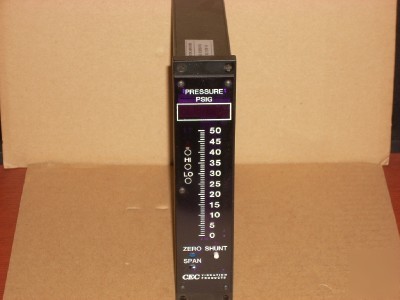 PRESSURE
PSIG
50
45
40
HI
35
LO
30
25
20
15
10
5
0
ZERO SHUNT
SPAN
CEC VIBRATION
PRODUCTS